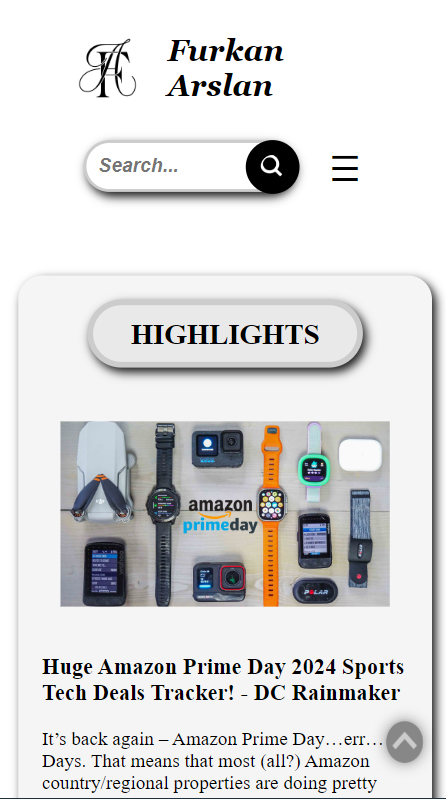 Furkan
Arslan
Search...
HIGHLIGHTS
amazon
primeday
POLAR
Huge Amazon Prime Day 2024 Sports
Tech Deals Tracker! - DC Rainmaker
It’s back again – Amazon Prime Day…err…
Days. That means that most (all?) Amazon
country/regional properties are doing pretty